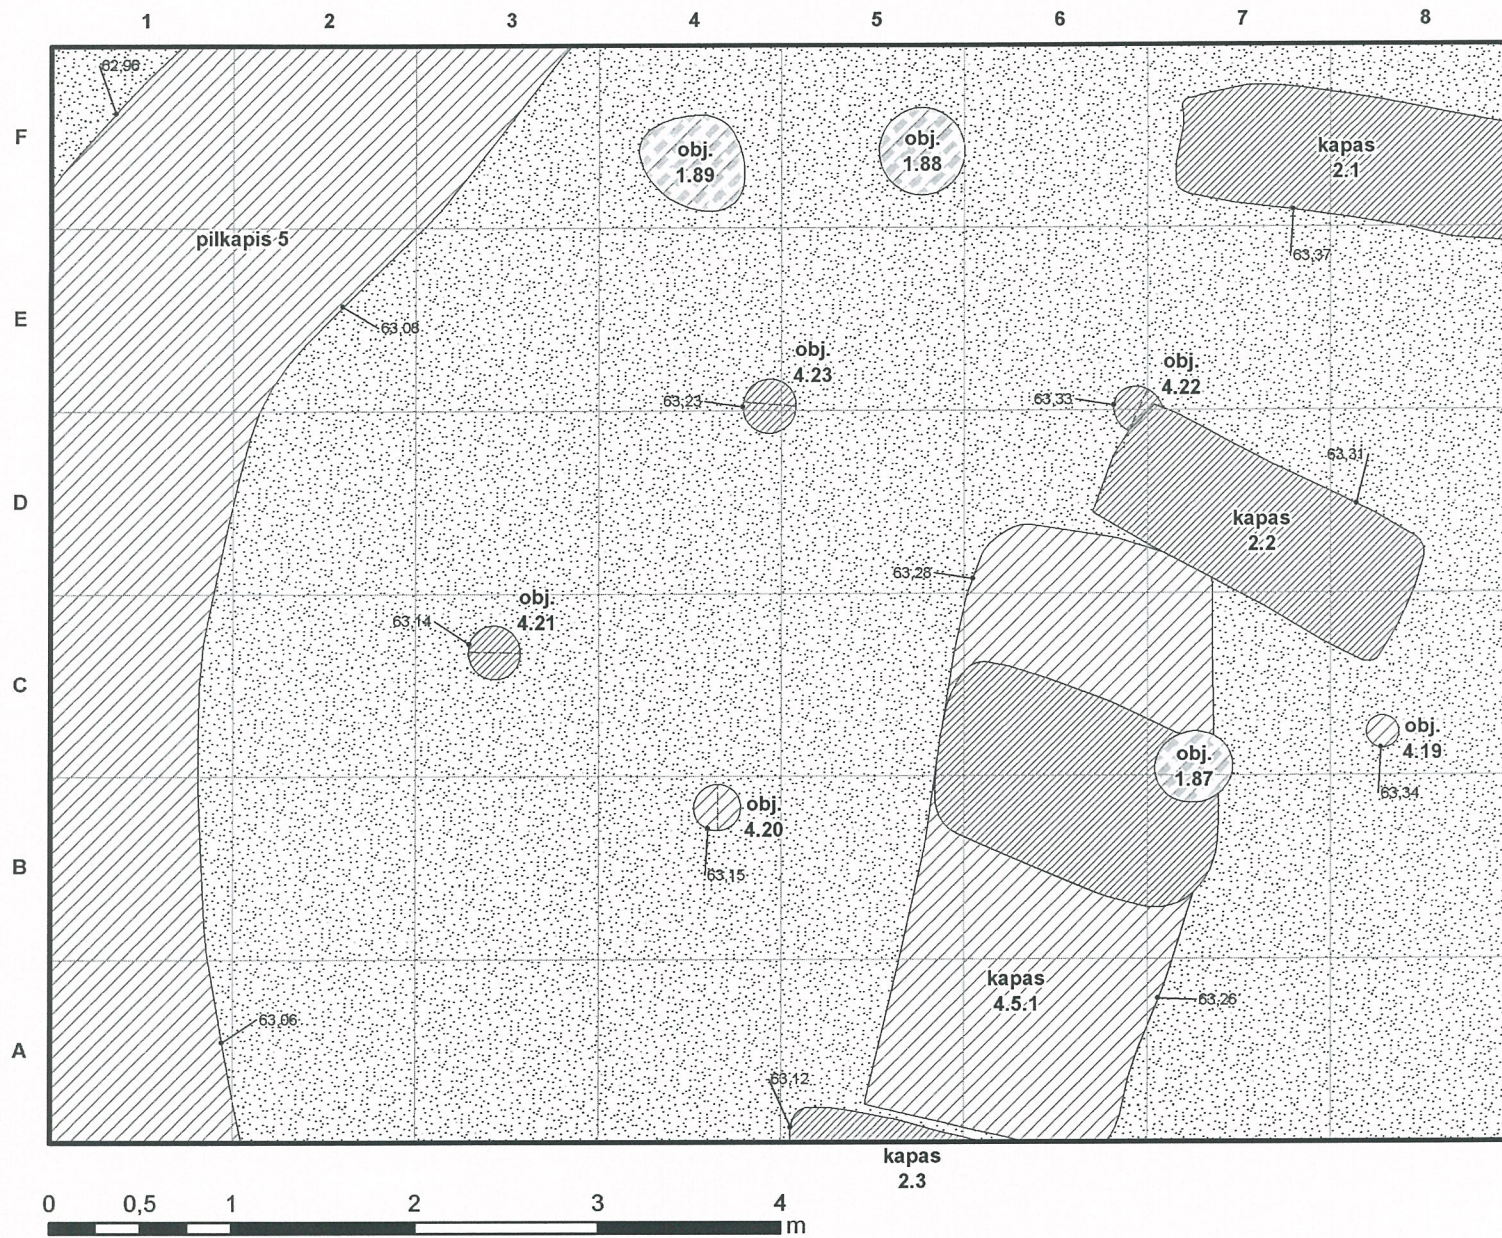 1 2 3 4 5 6 7 8
62,96
F
obj.
1.89
obj.
1.88
kapas
2.1
pilkapis 5
63,37
E
63,08
obj.
4.23
obj.
4.22
63,23
63,33
63,31
D
kapas
2.2
63,28
obj.
4.21
63,14
C
obj.
4.19
obj.
1.87
63,34
obj.
4.20
B
63,15
kapas
4.5.1
63,26
63,06
A
63,12
kapas
2.3
0 0,5 1 2 3 4
m